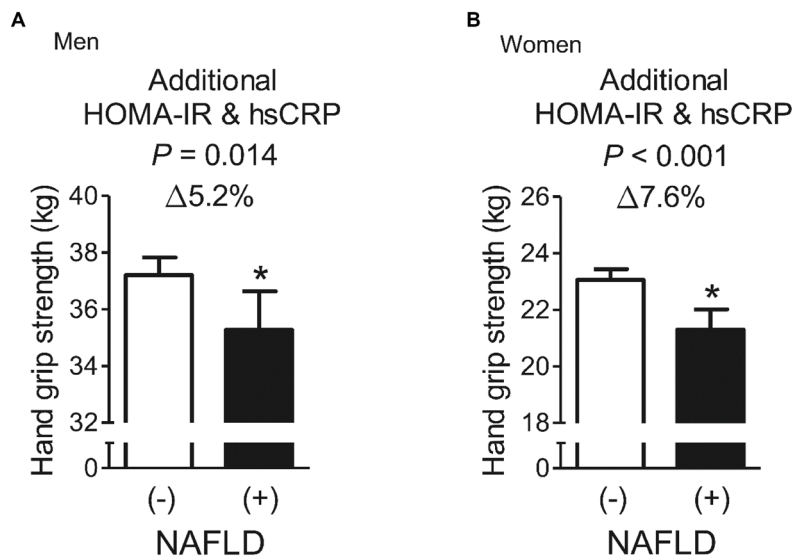 A
Men
Additional
HOMA-IR & hsCRP
P = 0.014
Δ5.2%
Hand grip strength (kg)
40
38
36
34
32
0
*
(-)
(+)
NAFLD
B
Women
Additional
HOMA-IR & hsCRP
P < 0.001
Δ7.6%
Hand grip strength (kg)
26
23
22
20
18
0
*
(-)
(+)
NAFLD